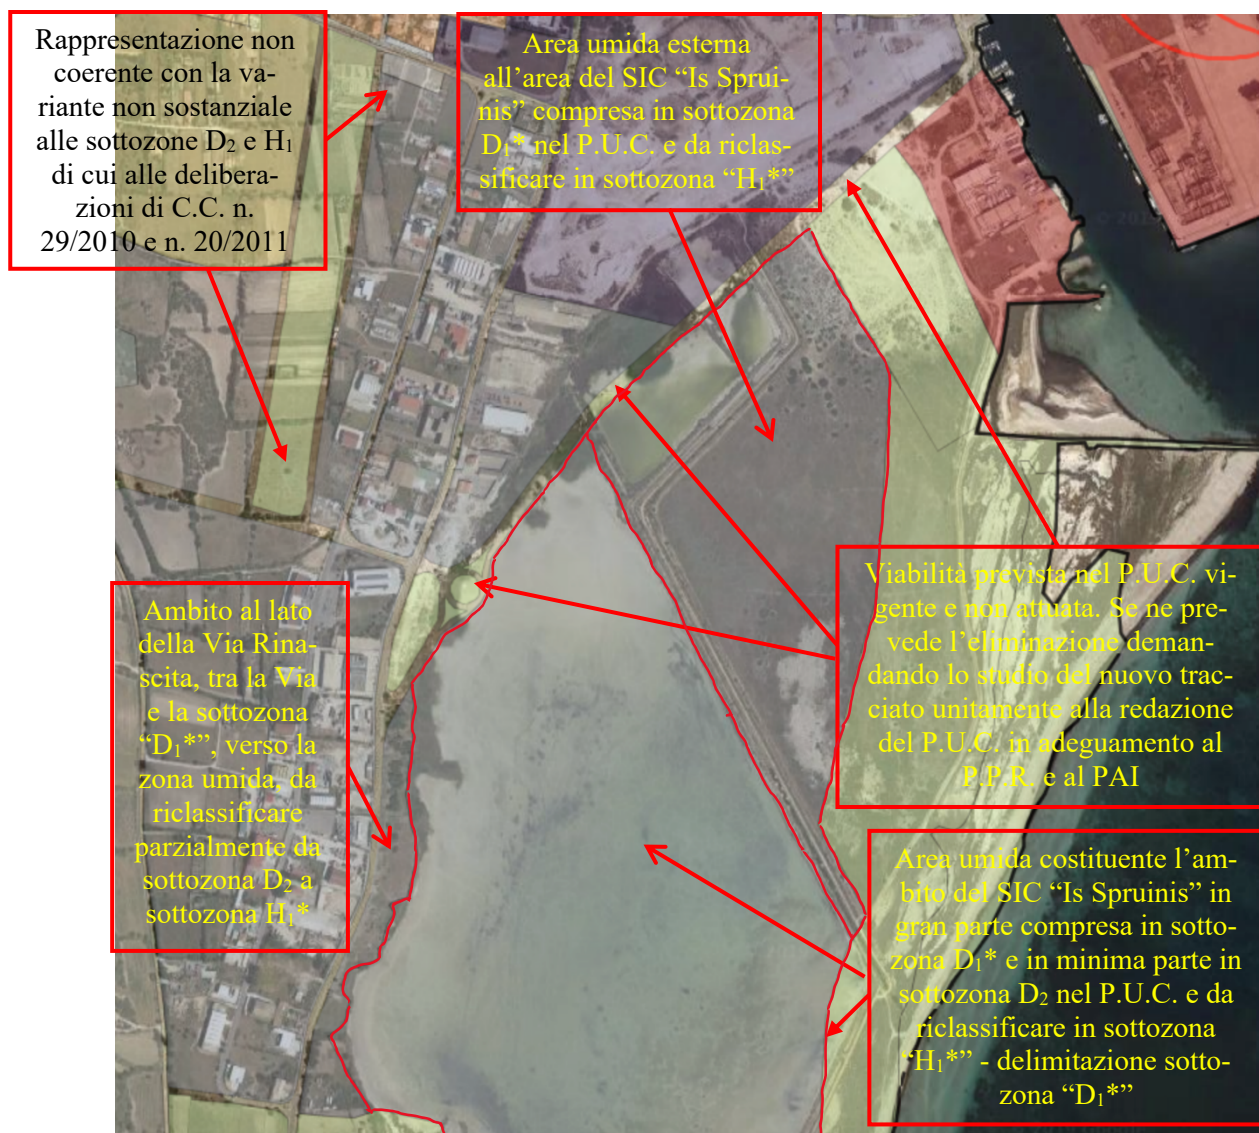 Rappresentazione non
coerente con la va-
riante non sostanziale
alle sottozone D₂ e H₁
di cui alle delibera-
zioni di C.C. n.
29/2010 e n. 20/2011
Area umida esterna
all’area del SIC “Is Sprui-
nis” compresa in sottozona
D₁* nel P.U.C. e da riclas-
sificare in sottozona “H₁*”
Ambito al lato
della Via Rina-
scita, tra la Via
e la sottozona
“D₁*”, verso la
zona umida, da
riclassificare
parzialmente da
sottozona D₂ a
sottozona H₁*
Viabilità prevista nel P.U.C. vi-
gente e non attuata. Se ne pre-
vede l’eliminazione deman-
dando lo studio del nuovo trac-
ciato unitamente alla redazione
del P.U.C. in adeguamento al
P.P.R. e al PAI
Area umida costituente l’am-
bito del SIC “Is Spruinis” in
gran parte compresa in sotto-
zona D₁* e in minima parte in
sottozona D₂ nel P.U.C. e da
riclassificare in sottozona
“H₁*” - delimitazione sotto-
zona “D₁*”